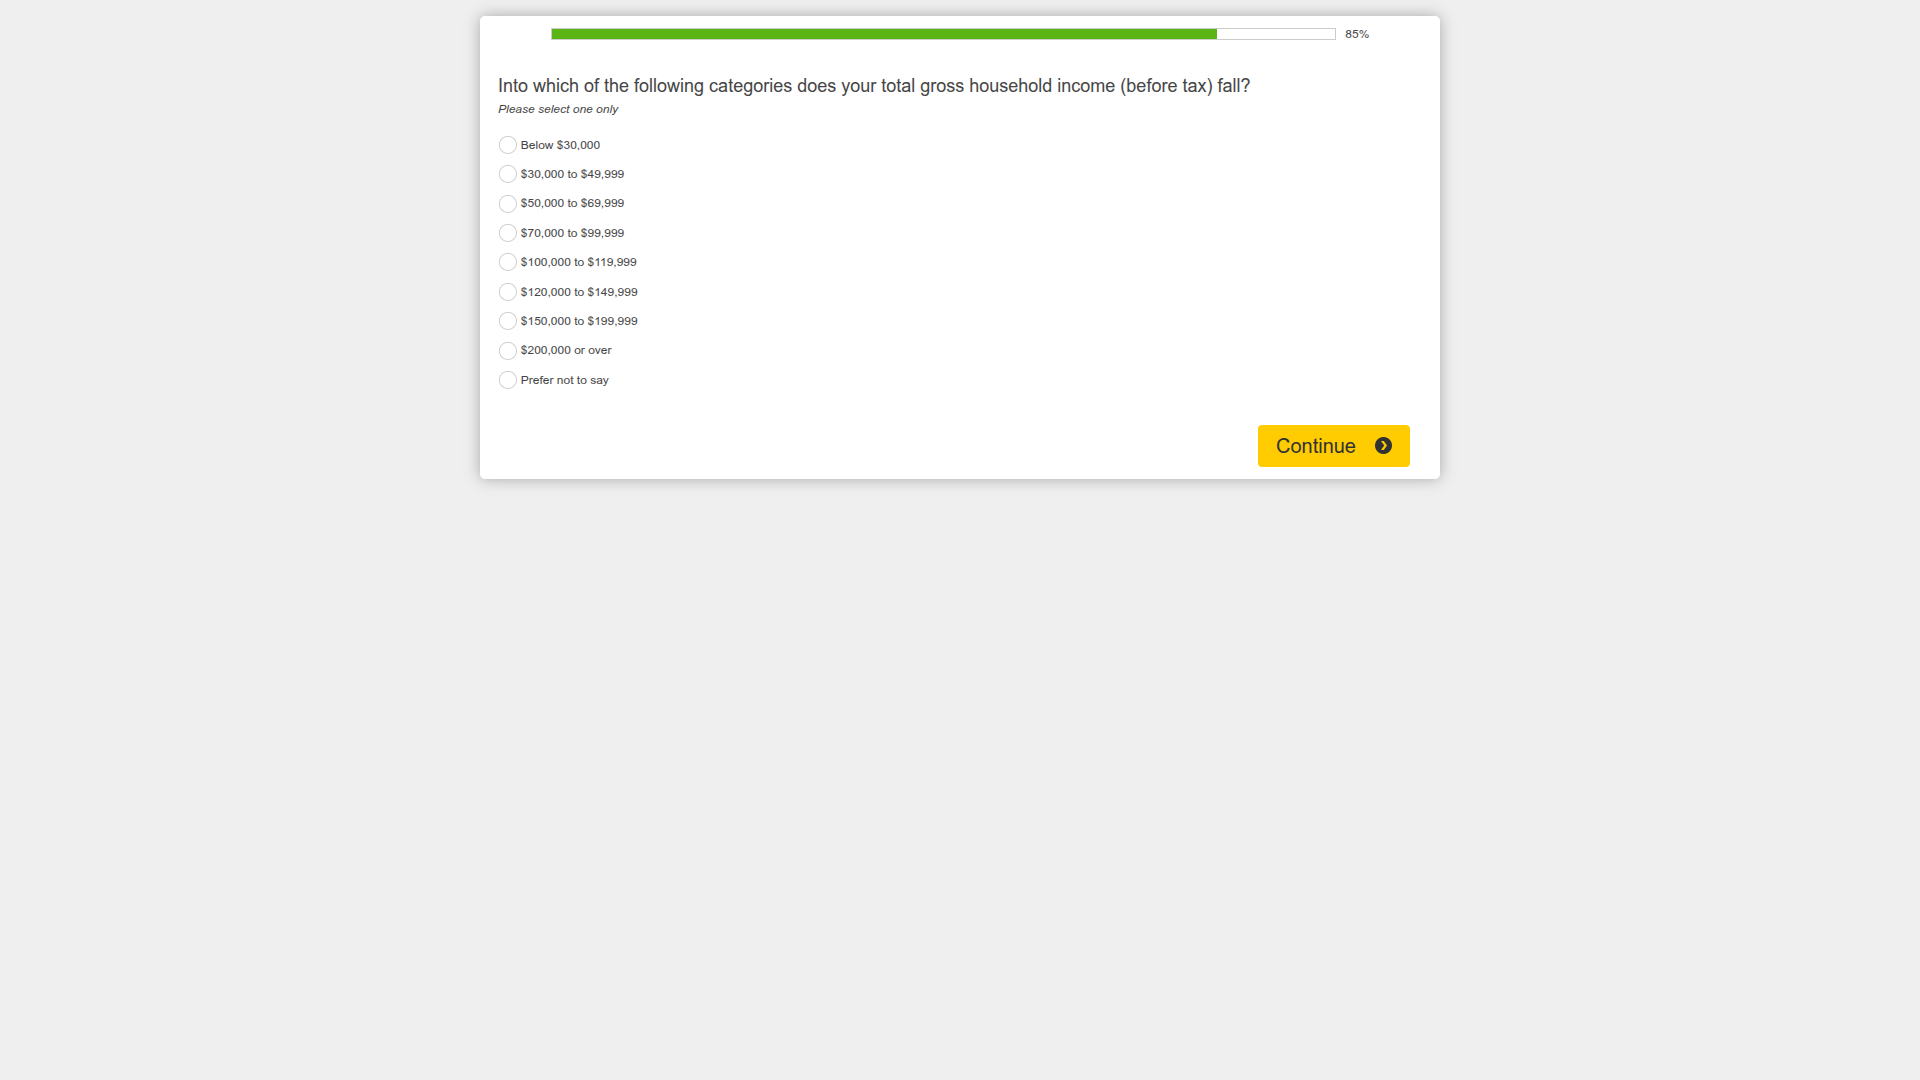 85%
Into which of the following categories does your total gross household income (before tax) fall?
Please select one only
Below $30,000
$30,000 to $49,999
$50,000 to $69,999
$70,000 to $99,999
$100,000 to $119,999
$120,000 to $149,999
$150,000 to $199,999
$200,000 or over
Prefer not to say
Continue